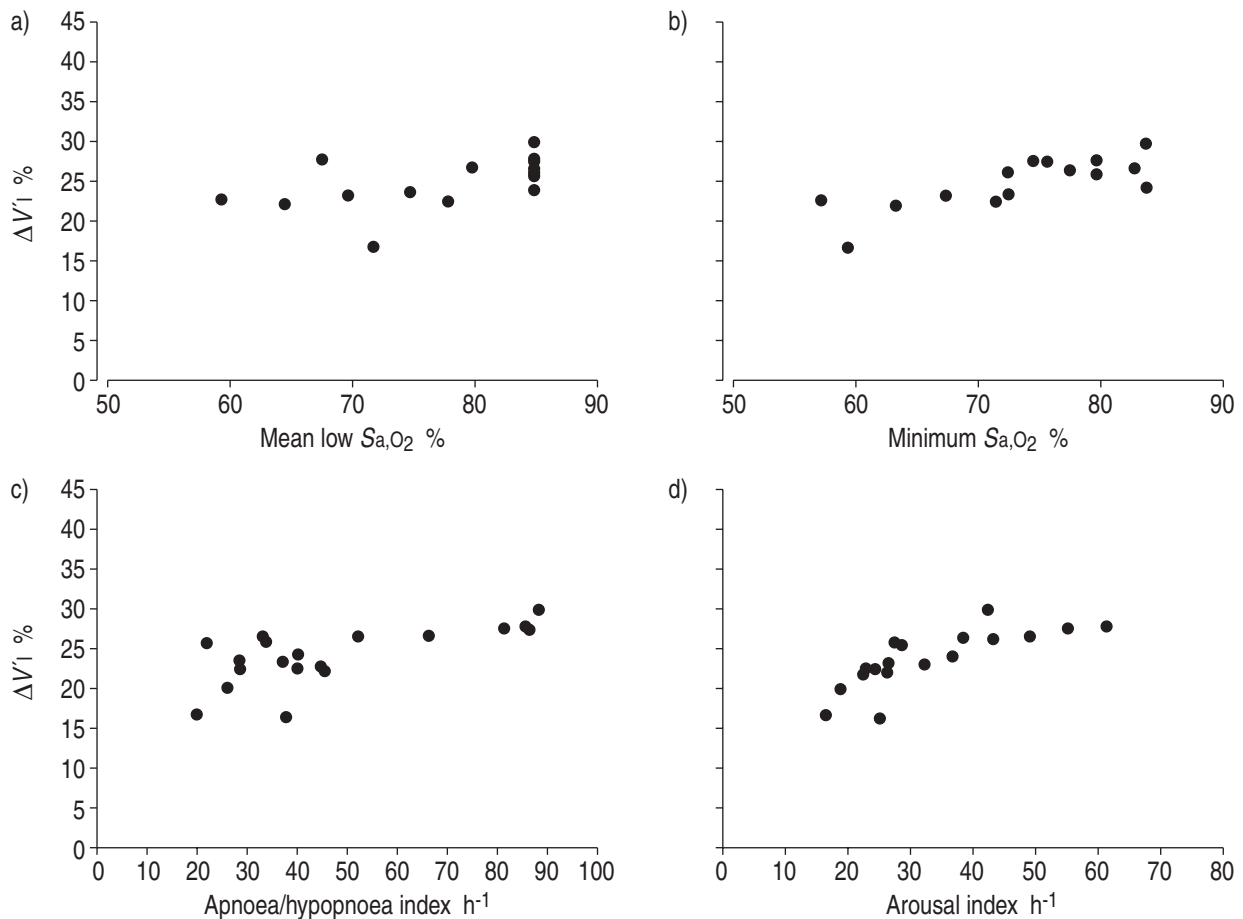 a)
45
40
35
30
25
20
15
10
5
0
ΔV'I %
50 60 70 80 90
Mean low Sa,O2 %
b)
50 60 70 80 90
Minimum Sa,O2 %
c)
45
40
35
30
25
20
15
10
5
0
ΔV'I %
0 10 20 30 40 50 60 70 80 90 100
Apnoea/hypopnoea index h-1
d)
0 10 20 30 40 50 60 70 80
Arousal index h-1